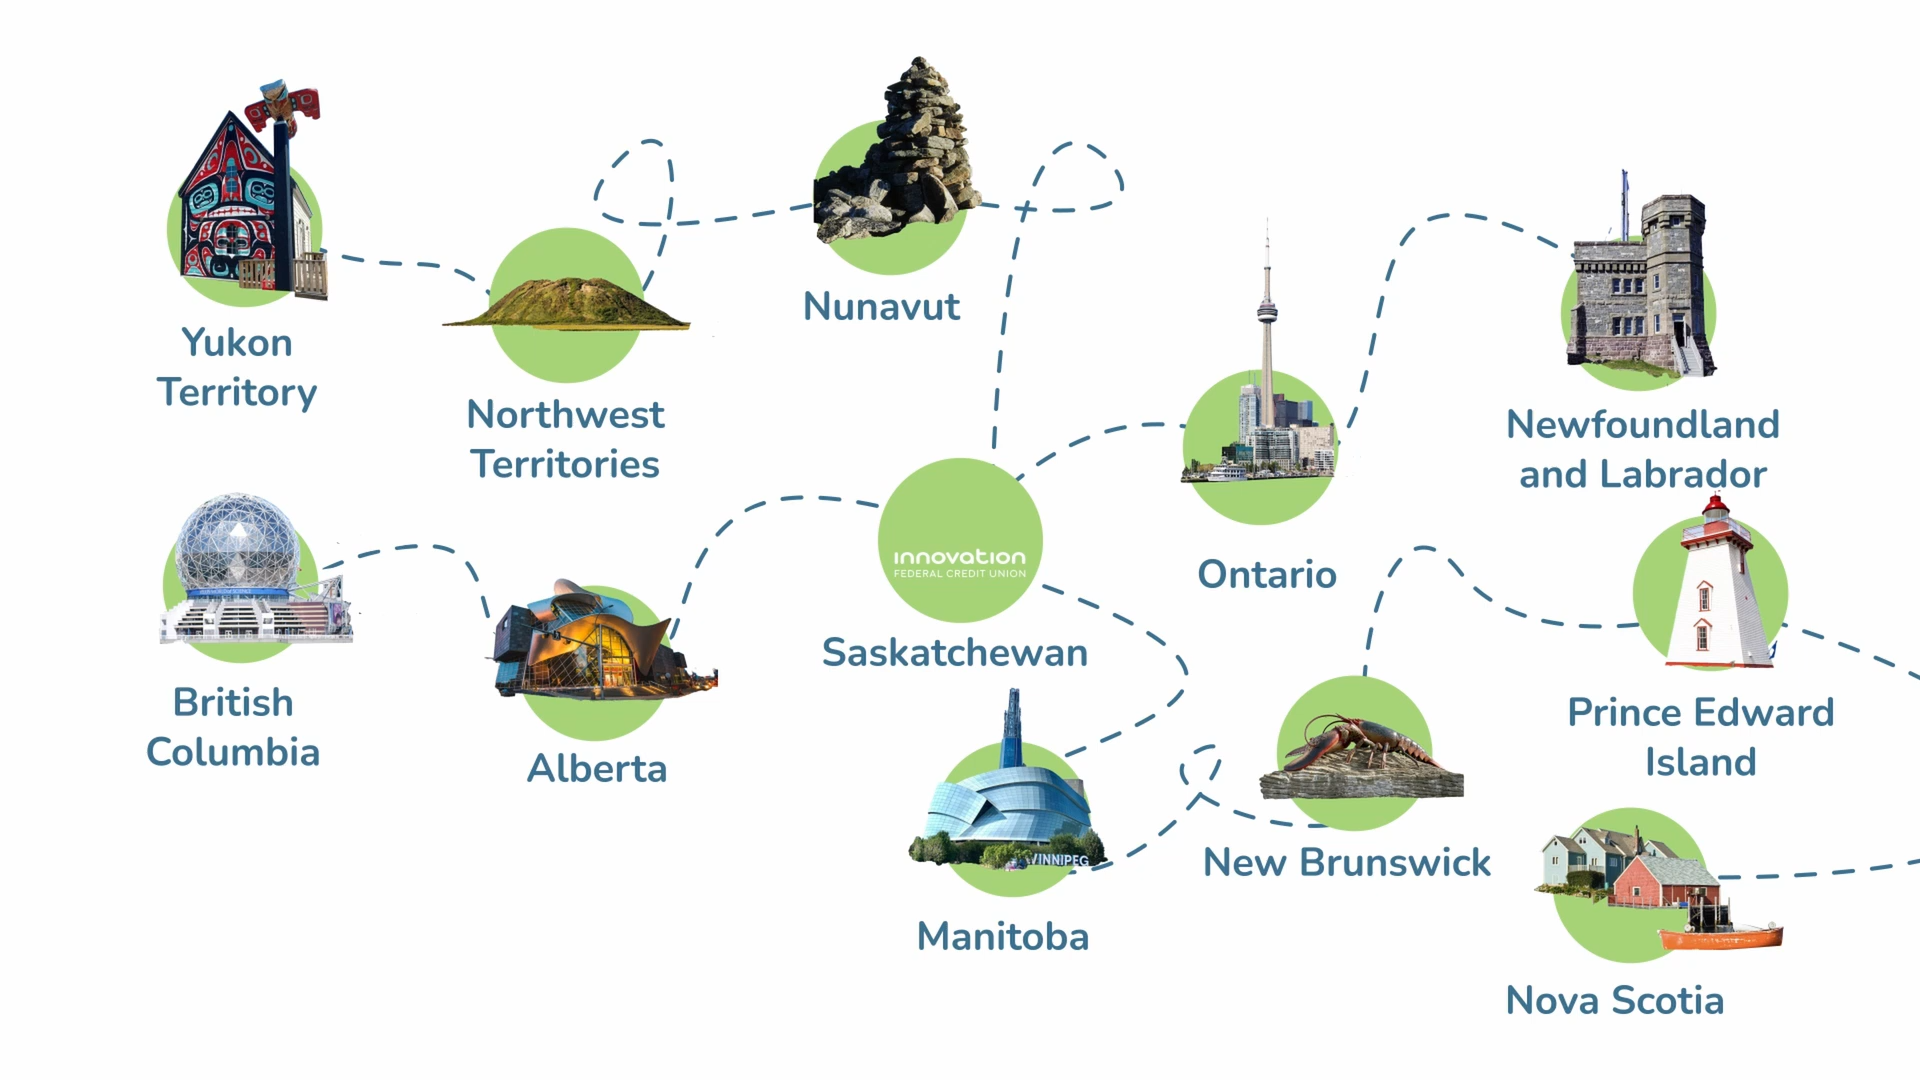 Yukon
Territory
Northwest
Territories
Nunavut
Newfoundland
and Labrador
innovation
FEDERAL CREDIT UNION
Saskatchewan
Ontario
British
Columbia
Alberta
Prince Edward
Island
WINNIPEG
Manitoba
New Brunswick
Nova Scotia